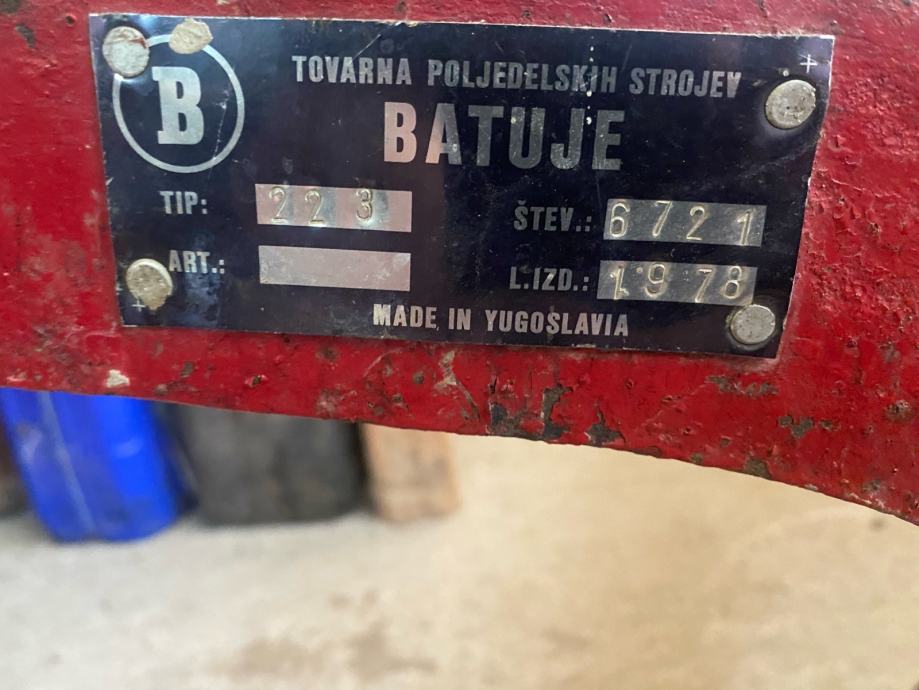 B
TOVARNA POLJEDELSKIH STROJEV
BATUJE
TIP: 223
ŠTEV.: 6721
ART.:
L.IZD.: 1978
MADE IN YUGOSLAVIA